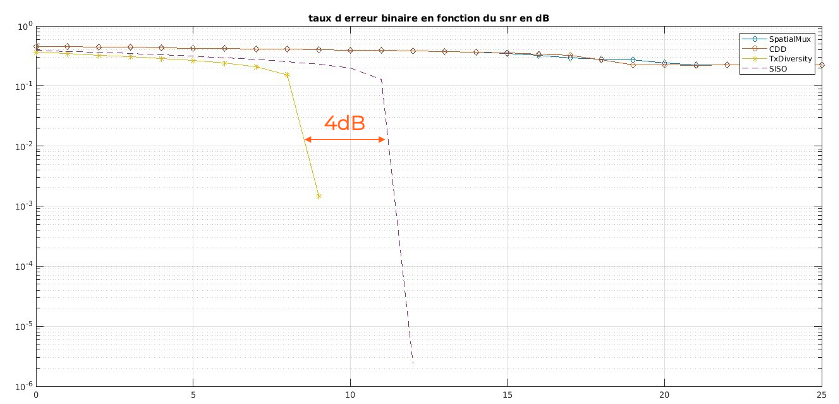 taux d erreur binaire en fonction du snr en dB
10^0
SpatialMux
CDD
TxDiversity
SISO
10^-1
4dB
10^-2
10^-3
10^-4
10^-5
10^-6
0 5 10 15 20 25